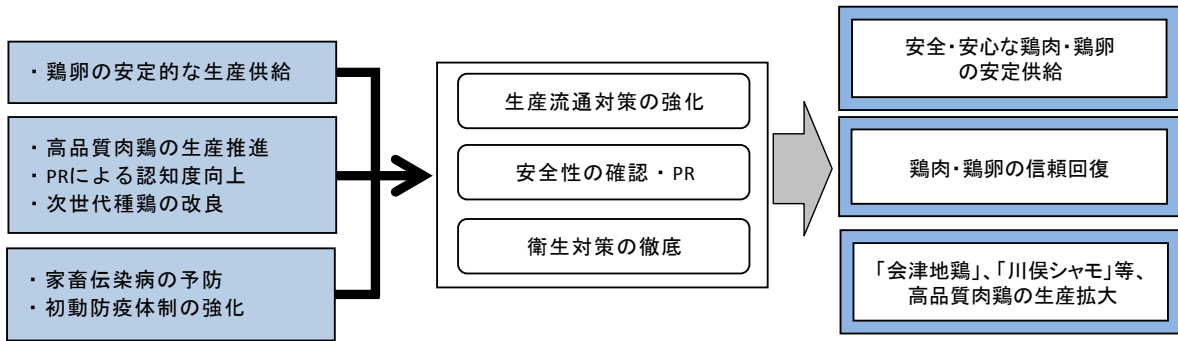 ・鶏卵の安定的な生産供給
・高品質肉鶏の生産推進
・PRによる認知度向上
・次世代種鶏の改良
・家畜伝染病の予防
・初動防疫体制の強化
生産流通対策の強化
安全性の確認・PR
衛生対策の徹底
安全・安心な鶏肉・鶏卵
の安定供給
鶏肉・鶏卵の信頼回復
「会津地鶏」、「川俣シャモ」等、
高品質肉鶏の生産拡大